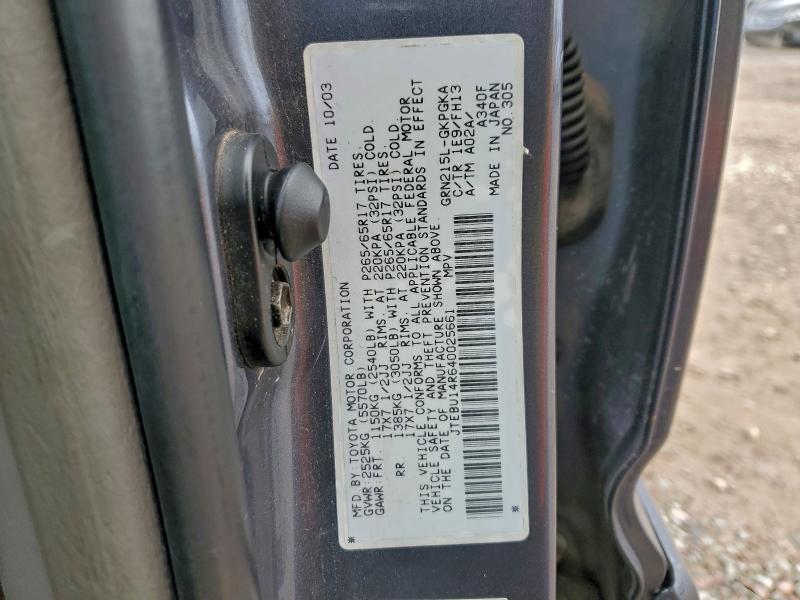 MFD.BY:TOYOTA MOTOR CORPORATION DATE 10/03
GVWR:2525KG (5570LB)
GAWR:FRT. 1150KG (2540LB) WITH P265/65R17 TIRES.
17X7 1/2JJ RIMS. AT 220KPA (32PSI) COLD.
RR 1385KG (3050LB) WITH P265/65R17 TIRES.
17X7 1/2JJ RIMS. AT 220KPA (32PSI) COLD
THIS VEHICLE CONFORMS TO ALL APPLICABLE FEDERAL MOTOR
VEHICLE SAFETY AND THEFT PREVENTION STANDARDS IN EFFECT
ON THE DATE OF MANUFACTURE SHOWN ABOVE.
JTEBU14R640025661 MPV
GRN215L-GKPGKA
C/TR 1E9/FH13
A/TM A02A/
A340F
MADE IN JAPAN
NO.305